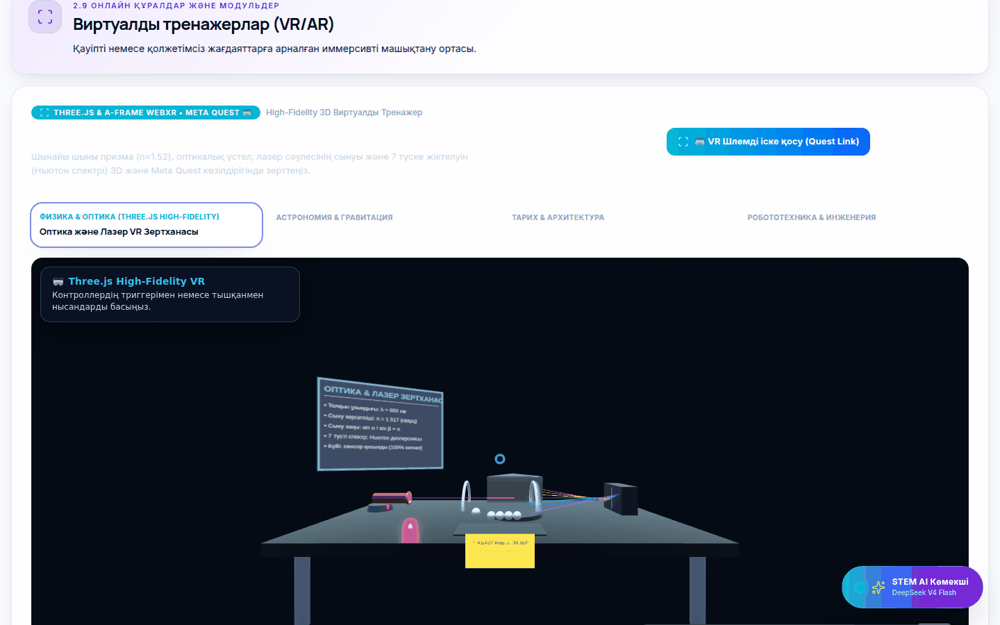 2.9 ОНЛАЙН ҚҰРАЛДАР ЖӘНЕ МОДУЛЬДЕР
Виртуалды тренажерлар (VR/AR)
Қауіпті немесе қолжетімсіз жағдаяттарға арналған иммерсивті машықтану ортасы.
THREE.JS & A-FRAME WEBXR • META QUEST 🥽 High-Fidelity 3D Виртуалды Тренажер
🥽 VR Шлемді іске қосу (Quest Link)
Шынайы шыны призма (n=1.52), оптикалық үстел, лазер сәулесінің сынуы және 7 түске жіктелуін
(Ньютон спектрі) 3D және Meta Quest көзілдірігінде зерттеңіз.
ФИЗИКА & ОПТИКА (THREE.JS HIGH-FIDELITY)
Оптика және Лазер VR Зертханасы
АСТРОНОМИЯ & ГРАВИТАЦИЯ
ТАРИХ & АРХИТЕКТУРА
РОБОТОТЕХНИКА & ИНЖЕНЕРИЯ
🥽 Three.js High-Fidelity VR
Контроллердің триггерімен немесе тышқанмен
нысандарды басыңыз.
ОПТИКА & ЛАЗЕР ЗЕРТХАНАС
• Толқын ұзындығы: λ = 650 нм
• Сыну көрсеткіші: n = 1.517 (кварц)
• Сыну заңы: sin α / sin β = n
• 7 түсті спектр: Ньютон дисперсиясы
• Күйі: сенсор қосылды (100% сигнал)
ЛАЗЕР
STEM AI Көмекші
DeepSeek V4 Flash